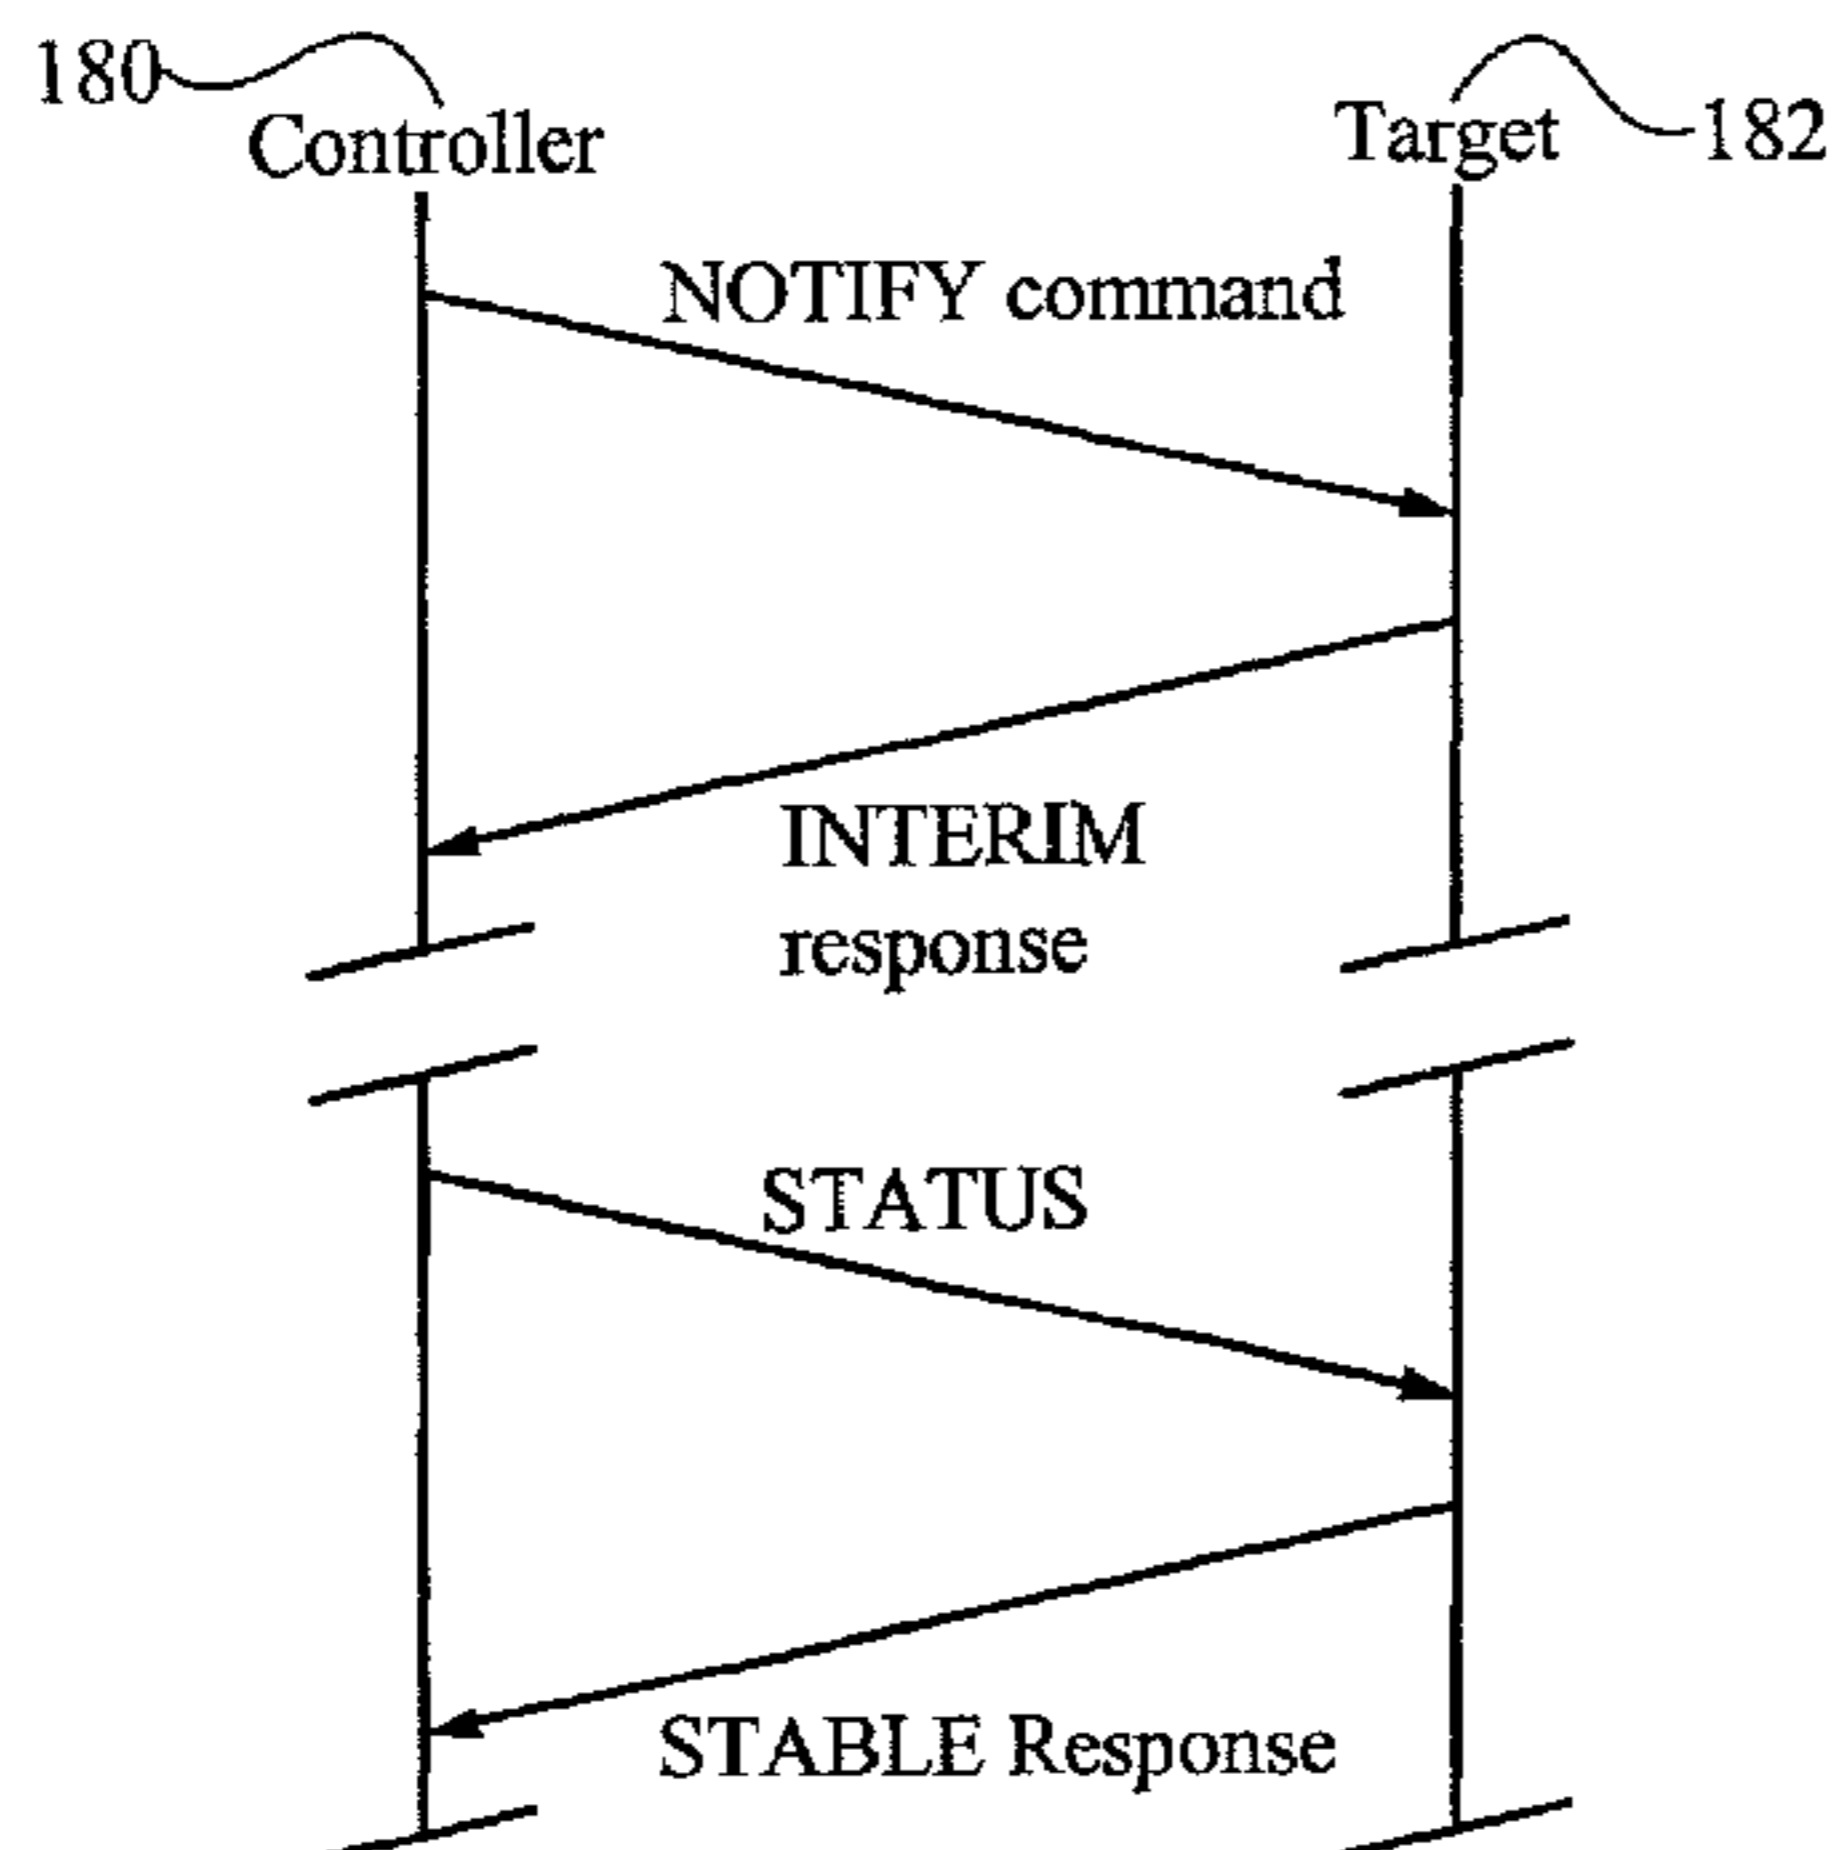 180
Controller
Target
182
NOTIFY command
INTERIM
response
STATUS
STABLE Response